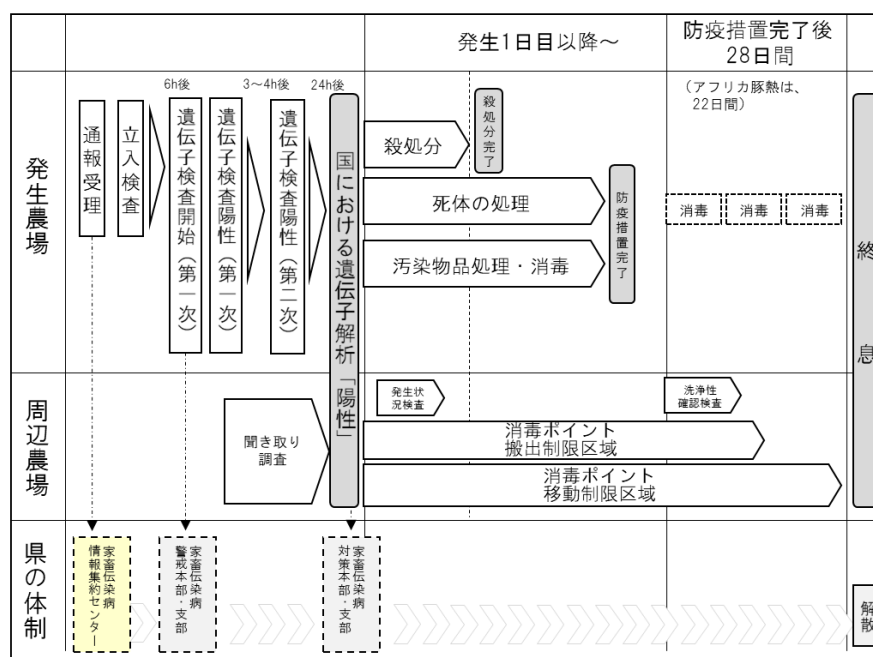 発生1日目以降～
防疫措置完了後
28日間
発生農場
6h後
3～4h後
24h後
（アフリカ豚熱は、
22日間）
通報受理
立入検査
遺伝子検査開始（第一次）
遺伝子検査陽性（第一次）
遺伝子検査陽性（第二次）
国における遺伝子解析「陽性」
殺処分
殺処分完了
死体の処理
汚染物品処理・消毒
防疫措置完了
消毒
消毒
消毒
終息
周辺農場
聞き取り
調査
発生状
況検査
洗浄性
確認検査
消毒ポイント
搬出制限区域
消毒ポイント
移動制限区域
県の体制
家畜伝染病
情報集約センター
家畜伝染病
警戒本部・支部
家畜伝染病
対策本部・支部
解散